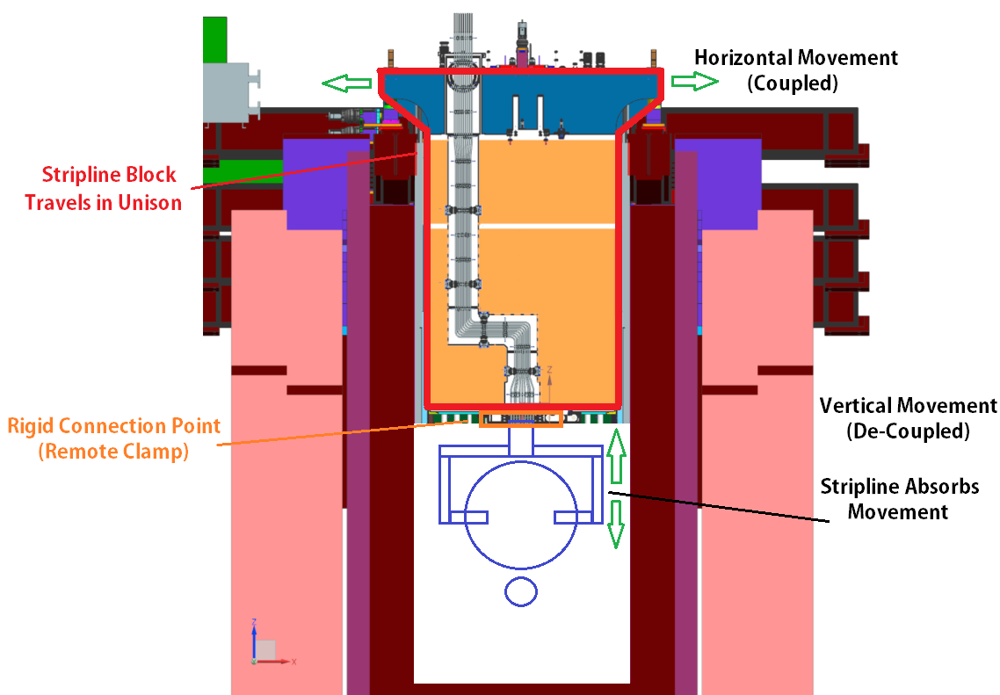 Horizontal Movement
(Coupled)
Stripline Block
Travels in Unison
Z
Rigid Connection Point
(Remote Clamp)
Vertical Movement
(De-Coupled)
Stripline Absorbs
Movement
Z
X